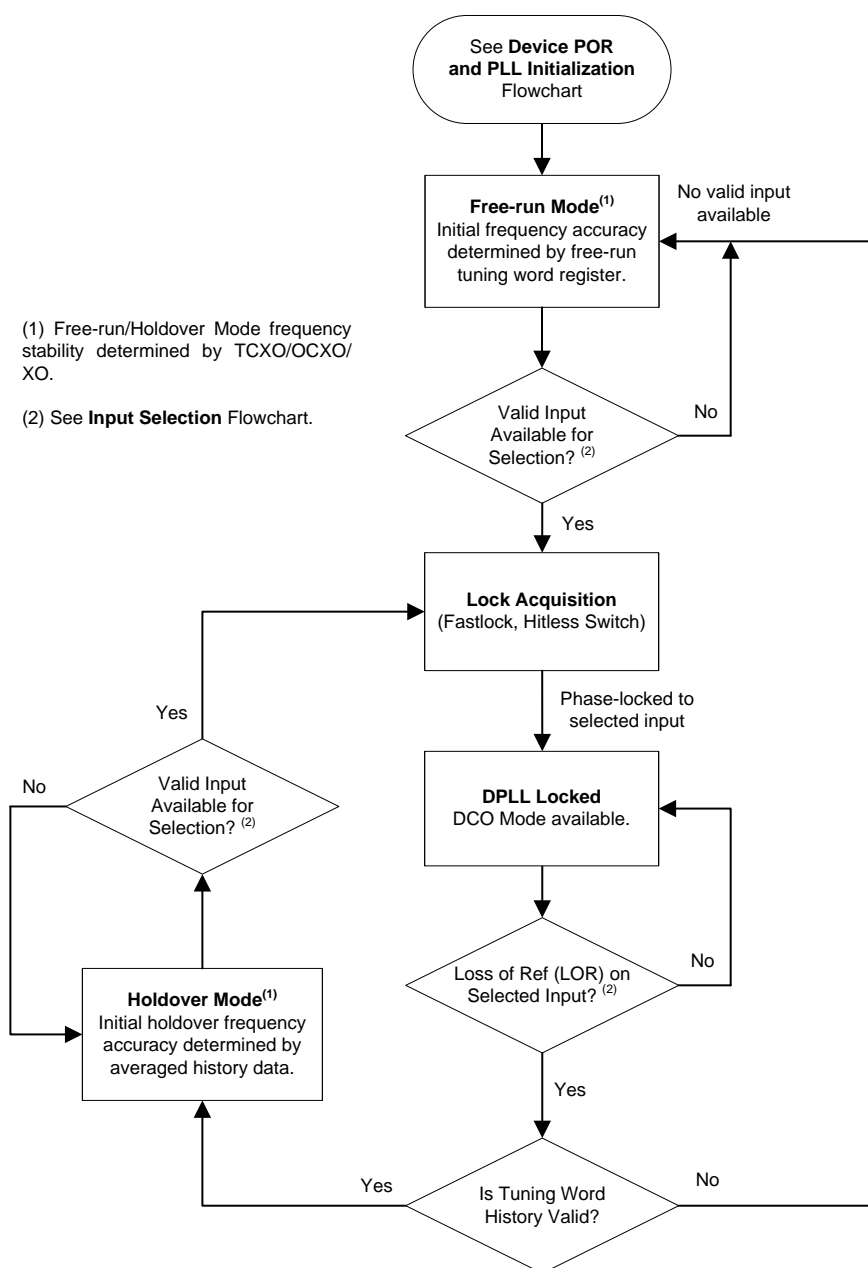 See Device POR
and PLL Initialization
Flowchart
Free-run Mode(1)
Initial frequency accuracy
determined by free-run
tuning word register.
No valid input
available
(1) Free-run/Holdover Mode frequency
stability determined by TCXO/OCXO/
XO.
(2) See Input Selection Flowchart.
Valid Input
Available for
Selection? (2)
No
Yes
Lock Acquisition
(Fastlock, Hitless Switch)
Phase-locked to
selected input
Yes
No
Valid Input
Available for
Selection? (2)
DPLL Locked
DCO Mode available.
Loss of Ref (LOR) on
Selected Input? (2)
No
Holdover Mode(1)
Initial holdover frequency
accuracy determined by
averaged history data.
Yes
Yes
Is Tuning Word
History Valid?
No